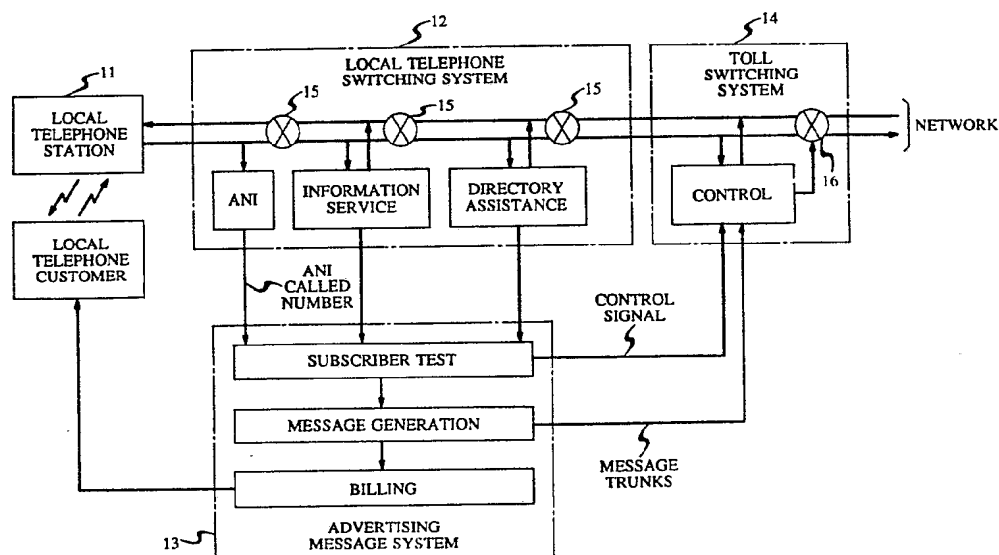 12
14
LOCAL TELEPHONE
SWITCHING SYSTEM
TOLL
SWITCHING
SYSTEM
11
15
15
15
LOCAL
TELEPHONE
STATION
NETWORK
16
ANI
INFORMATION
SERVICE
DIRECTORY
ASSISTANCE
CONTROL
LOCAL
TELEPHONE
CUSTOMER
ANI
CALLED
NUMBER
CONTROL
SIGNAL
SUBSCRIBER TEST
MESSAGE GENERATION
MESSAGE
TRUNKS
BILLING
13
ADVERTISING
MESSAGE SYSTEM